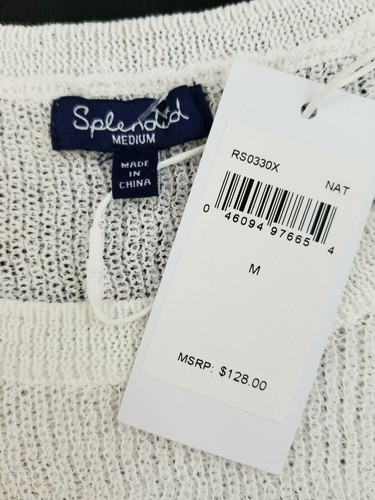 Splendid
MEDIUM
MADE
IN
CHINA
RS0330X
NAT
0 46094 97665 4
M
MSRP: $128.00